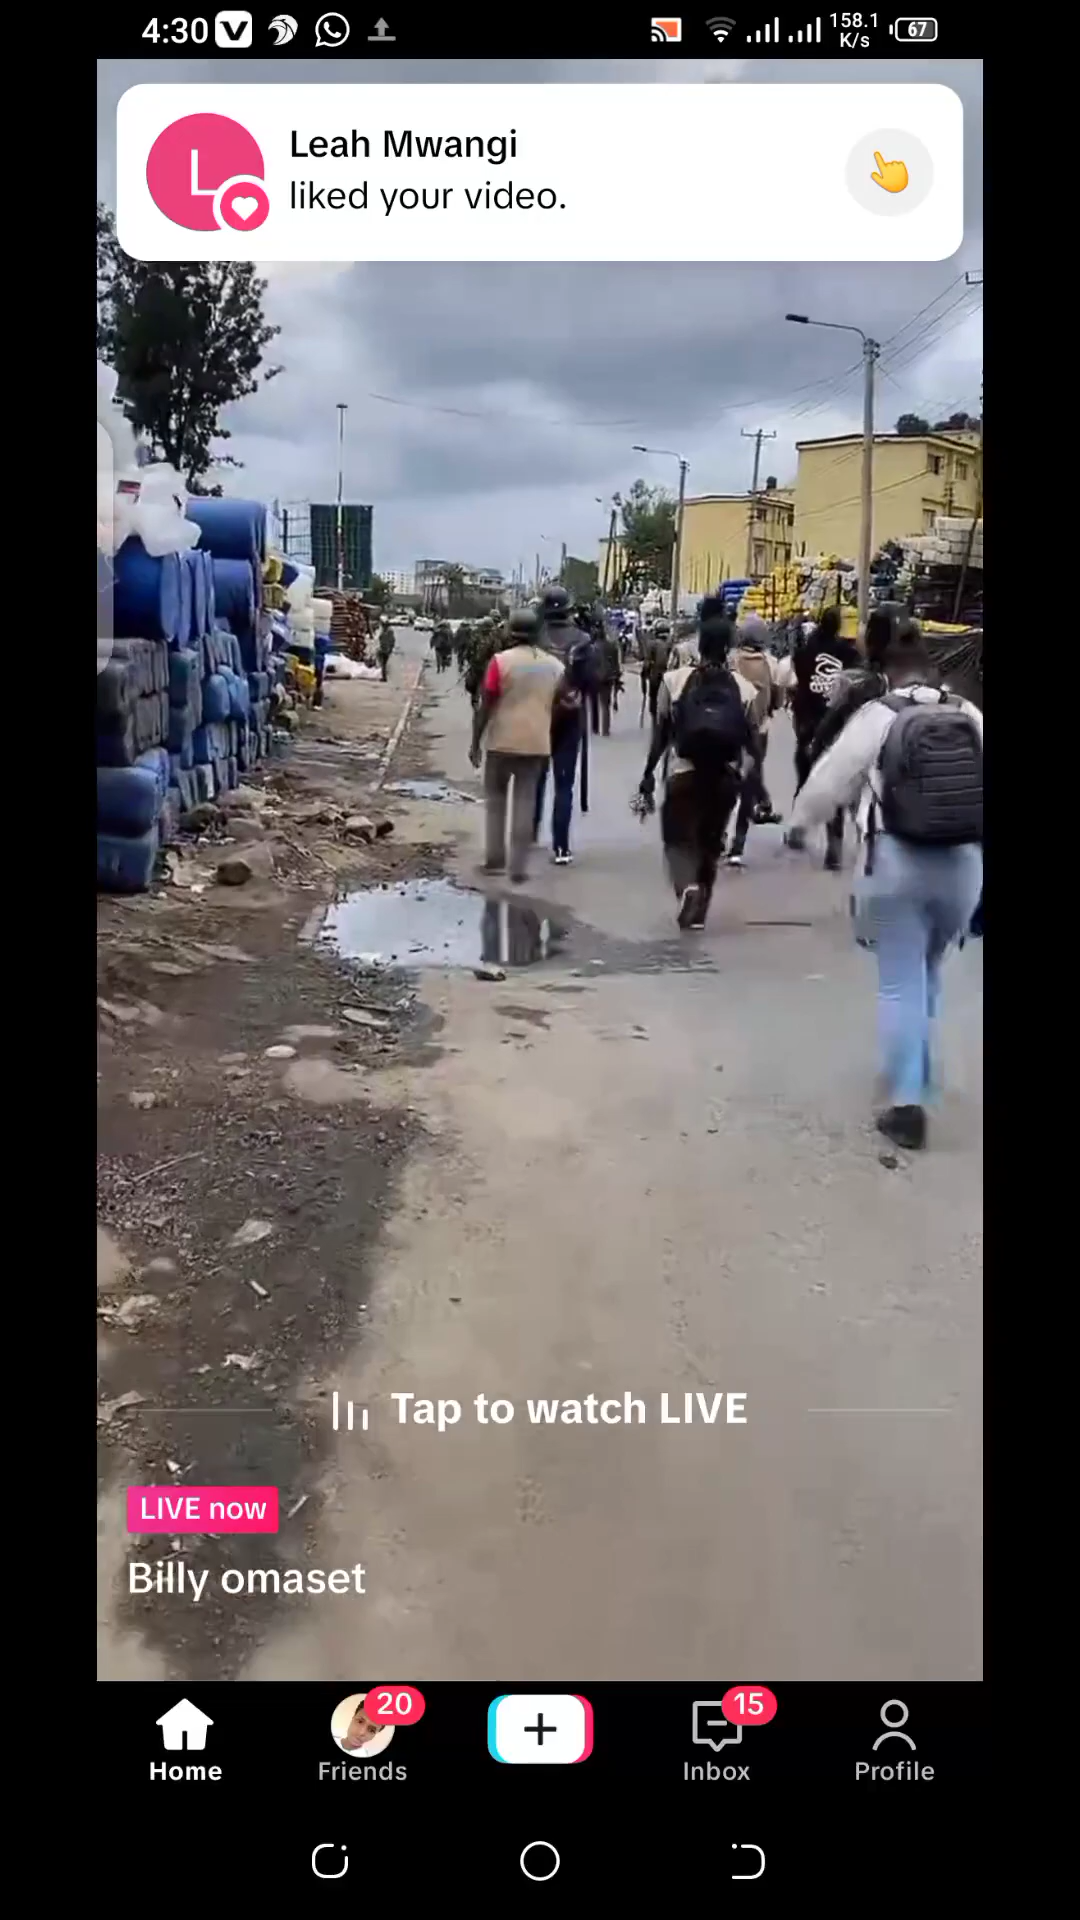 4:30
158.1
K/s
67
L
Leah Mwangi
liked your video.
Tap to watch LIVE
LIVE now
Billy omaset
20
15
Home
Friends
Inbox
Profile